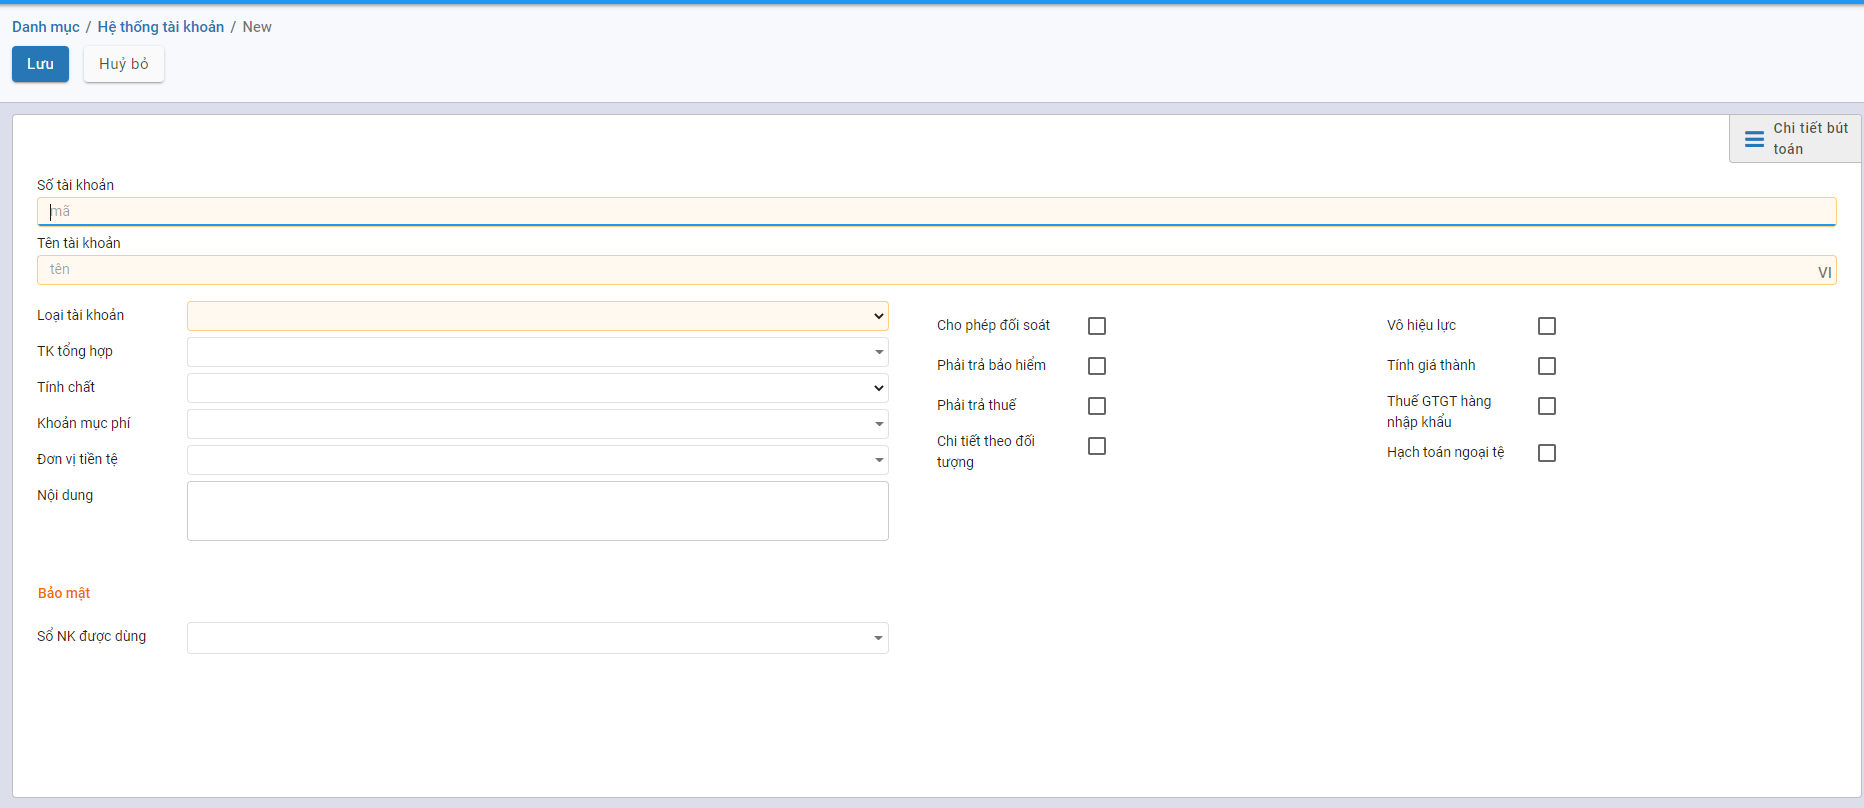 Danh mục / Hệ thống tài khoản / New
Lưu
Huỷ bỏ
Chi tiết bút
toán
Số tài khoản
mã
Tên tài khoản
tên
VI
Loại tài khoản
TK tổng hợp
Tính chất
Khoản mục phí
Đơn vị tiền tệ
Nội dung
Cho phép đối soát
Phải trả bảo hiểm
Phải trả thuế
Chi tiết theo đối
tượng
Vô hiệu lực
Tính giá thành
Thuế GTGT hàng
nhập khẩu
Hạch toán ngoại tệ
Bảo mật
Sổ NK được dùng